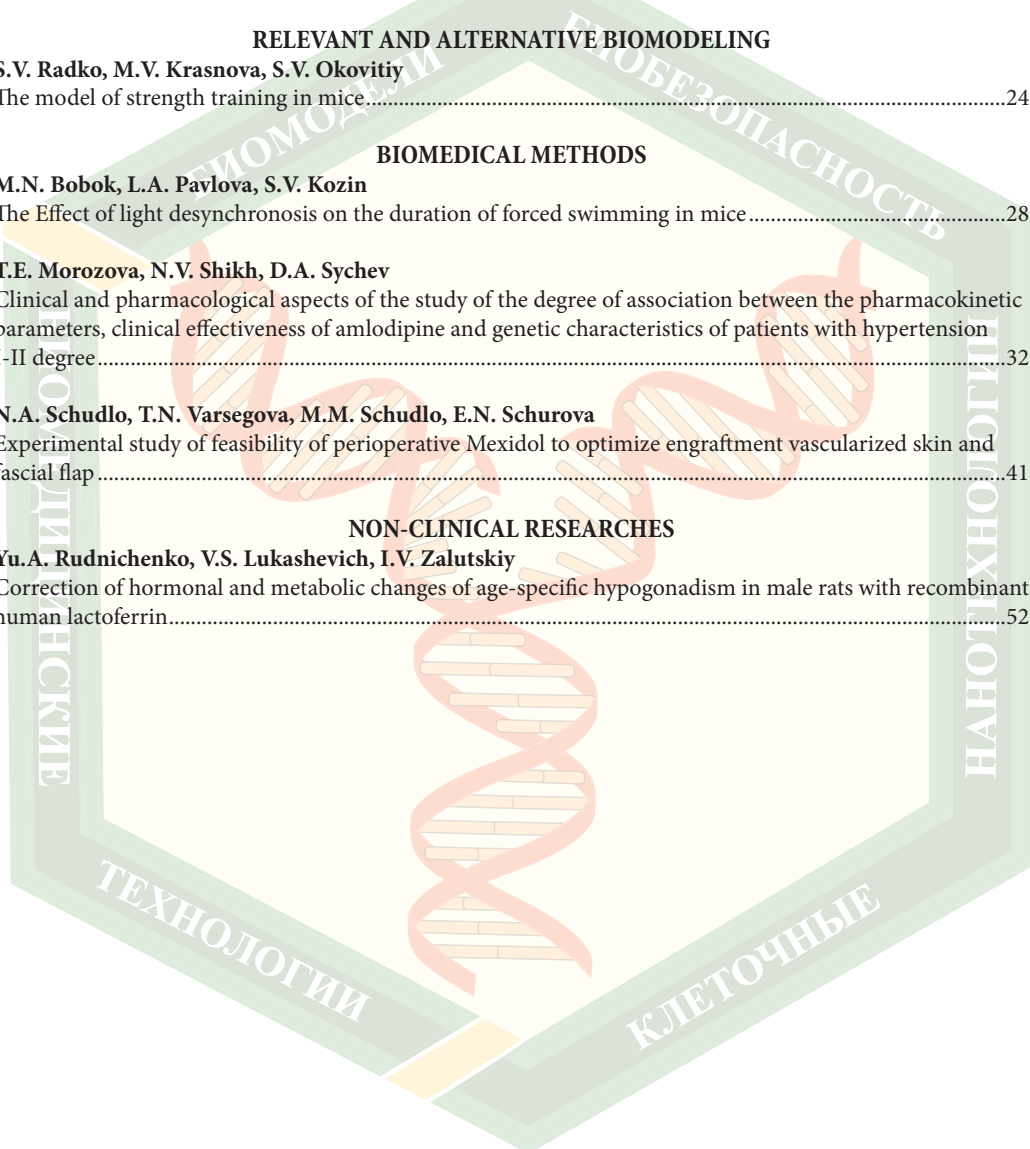 RELEVANT AND ALTERNATIVE BIOMODELING
S.V. Radko, M.V. Krasnova, S.V. Okovitiy
The model of strength training in mice....................24
BIOMEDICAL METHODS
M.N. Bobok, L.A. Pavlova, S.V. Kozin
The Effect of light desynchronosis on the duration of forced swimming in mice....................28
T.E. Morozova, N.V. Shikh, D.A. Sychev
Clinical and pharmacological aspects of the study of the degree of association between the pharmacokinetic
parameters, clinical effectiveness of amlodipine and genetic characteristics of patients with hypertension
I-II degree....................32
N.A. Schudlo, T.N. Varsegova, M.M. Schudlo, E.N. Schurova
Experimental study of feasibility of perioperative Mexidol to optimize engraftment vascularized skin and
fascial flap....................41
NON-CLINICAL RESEARCHES
Yu.A. Rudnichenko, V.S. Lukashevich, I.V. Zalutskiy
Correction of hormonal and metabolic changes of age-specific hypogonadism in male rats with recombinant
human lactoferrin....................52
БИОМОДЕЛИ
БИОБЕЗОПАСНОСТЬ
БИОМЕДИЦИНСКИЕ
ТЕХНОЛОГИИ
КЛЕТОЧНЫЕ
НАНОТЕХНОЛОГИИ